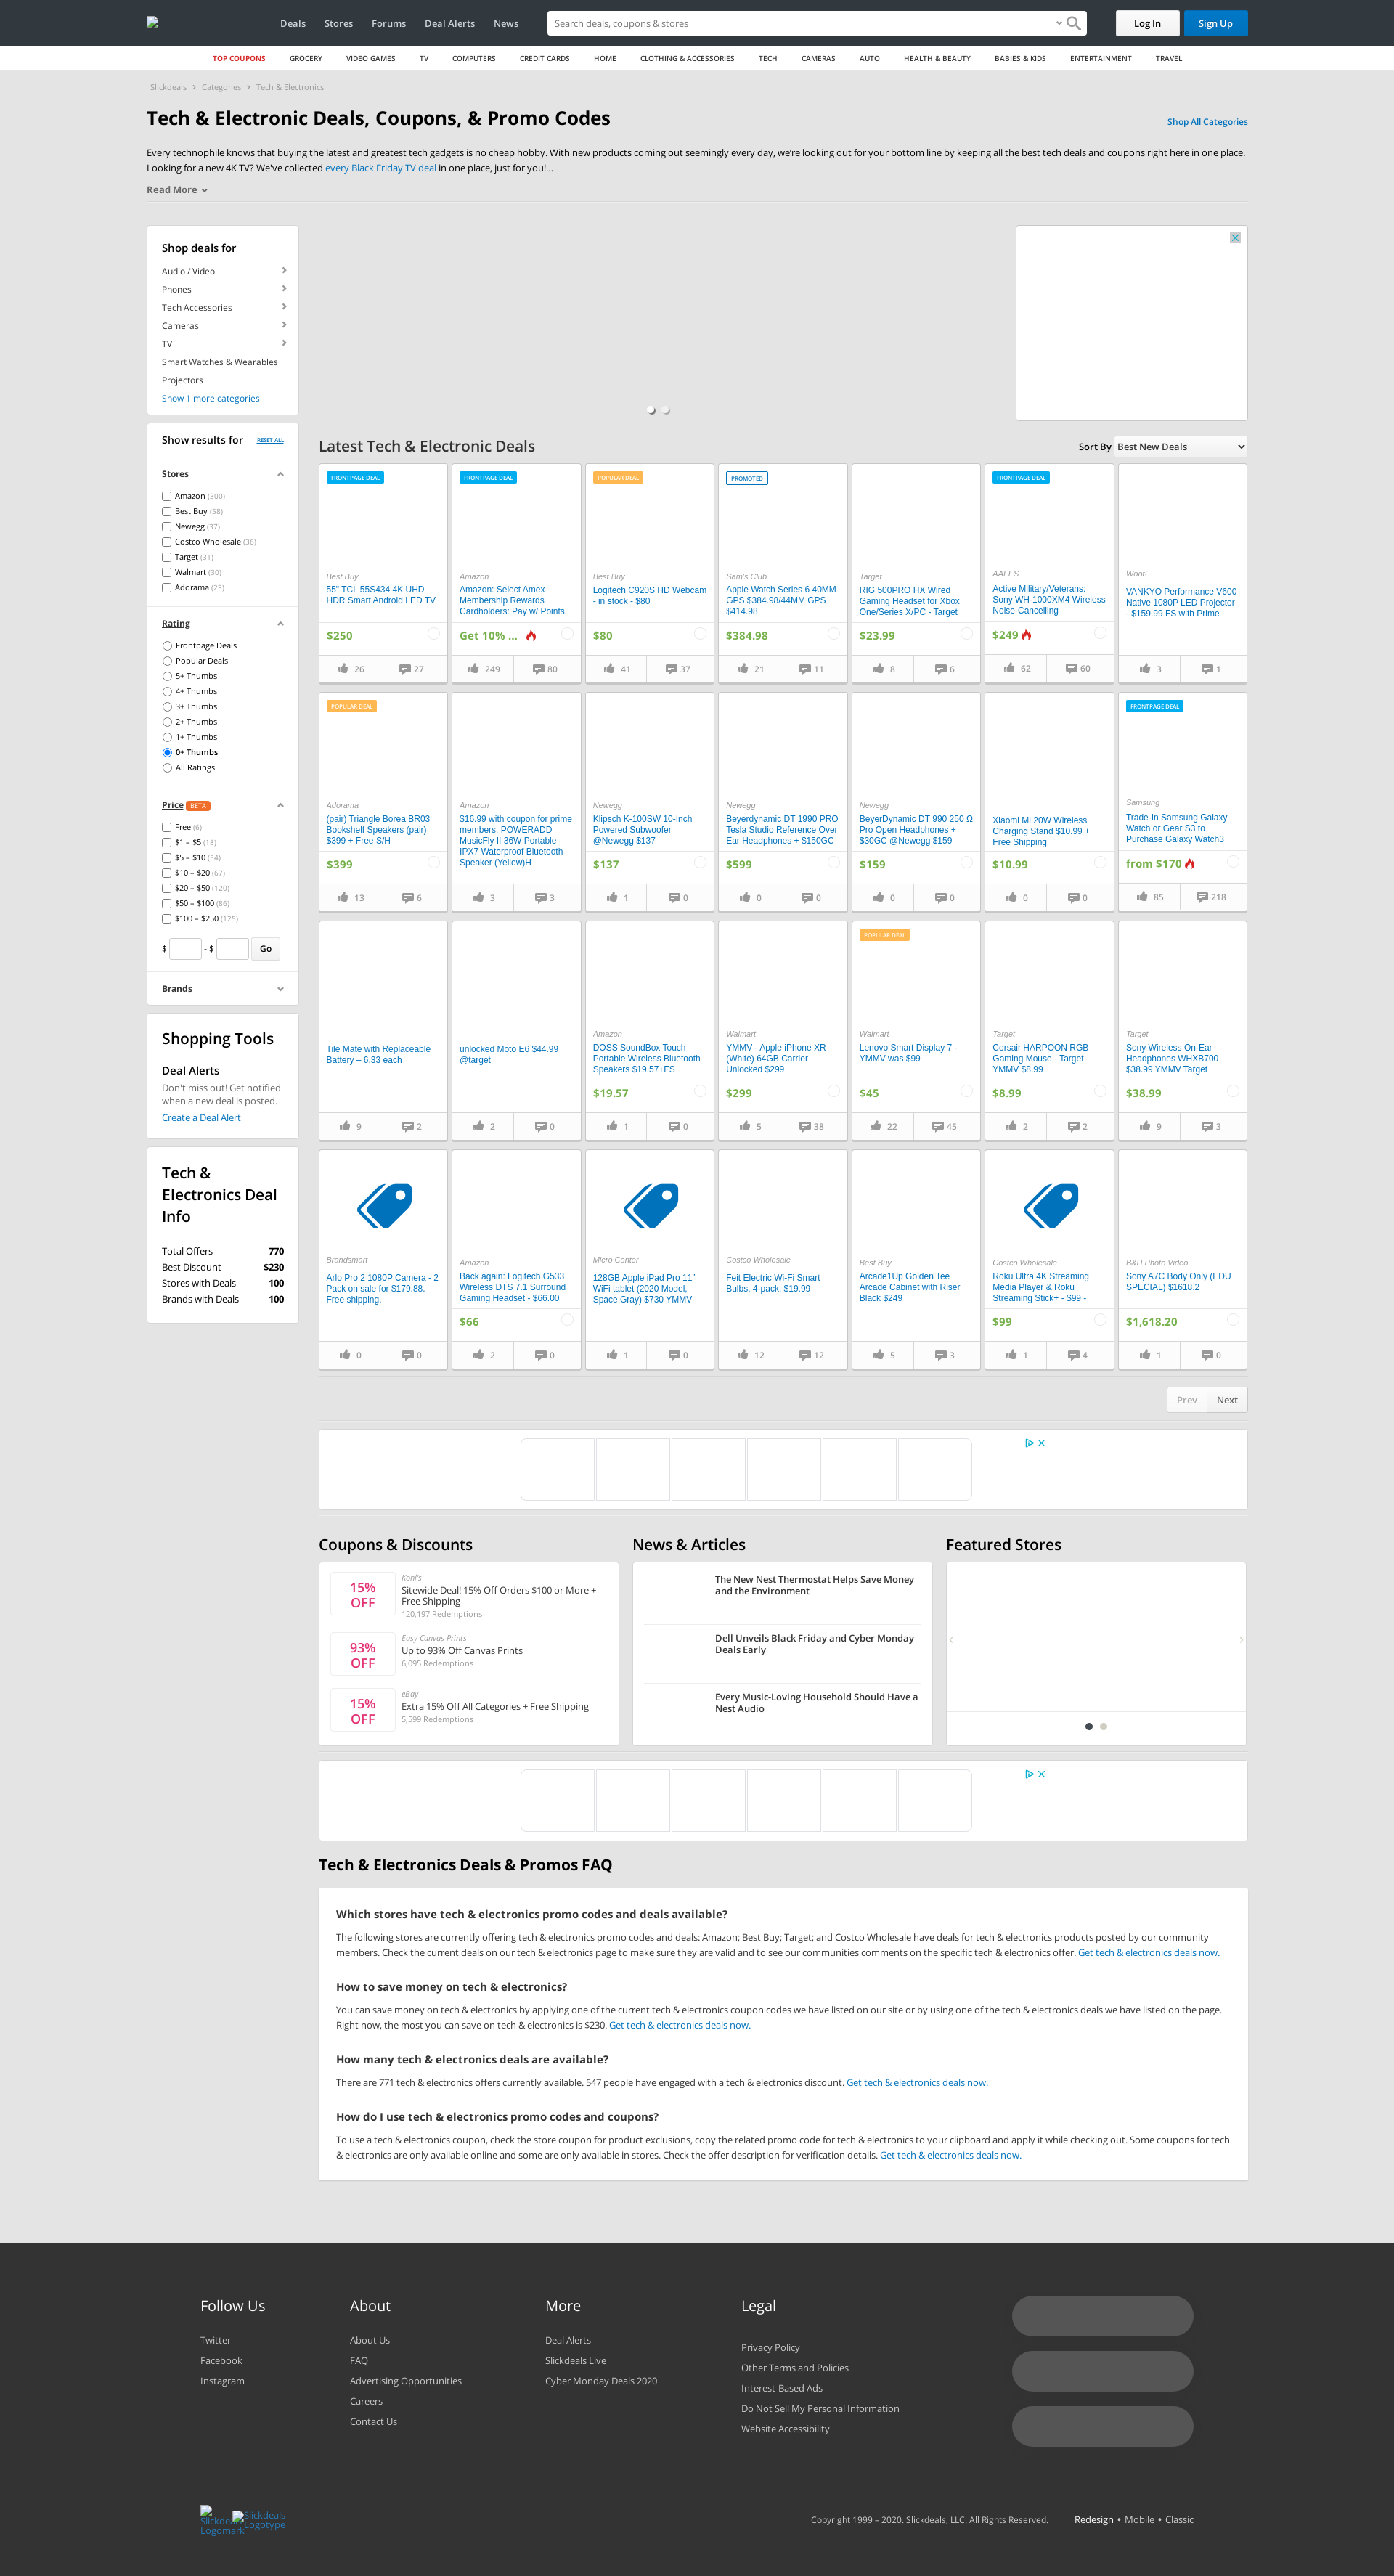 Deals Stores Forums Deal Alerts News
Search deals, coupons & stores
Log In
Sign Up
TOP COUPONS GROCERY VIDEO GAMES TV COMPUTERS CREDIT CARDS HOME CLOTHING & ACCESSORIES TECH CAMERAS AUTO HEALTH & BEAUTY BABIES & KIDS ENTERTAINMENT TRAVEL
Slickdeals › Categories › Tech & Electronics
Tech & Electronic Deals, Coupons, & Promo Codes
Shop All Categories
Every technophile knows that buying the latest and greatest tech gadgets is no cheap hobby. With new products coming out seemingly every day, we're looking out for your bottom line by keeping all the best tech deals and coupons right here in one place.
Looking for a new 4K TV? We've collected every Black Friday TV deal in one place, just for you!...
Read More
Shop deals for
Audio / Video
Phones
Tech Accessories
Cameras
TV
Smart Watches & Wearables
Projectors
Show 1 more categories
Show results for
RESET ALL
Stores
Amazon (300)
Best Buy (58)
Newegg (37)
Costco Wholesale (36)
Target (31)
Walmart (30)
Adorama (23)
Rating
Frontpage Deals
Popular Deals
5+ Thumbs
4+ Thumbs
3+ Thumbs
2+ Thumbs
1+ Thumbs
0+ Thumbs
All Ratings
Price BETA
Free (6)
$1 – $5 (18)
$5 – $10 (54)
$10 – $20 (67)
$20 – $50 (120)
$50 – $100 (86)
$100 – $250 (125)
$ - $ Go
Brands
Shopping Tools
Deal Alerts
Don't miss out! Get notified
when a new deal is posted.
Create a Deal Alert
Tech &
Electronics Deal
Info
Total Offers 770
Best Discount $230
Stores with Deals 100
Brands with Deals 100
Latest Tech & Electronic Deals
Sort By Best New Deals
FRONTPAGE DEAL
Best Buy
55" TCL 55S434 4K UHD
HDR Smart Android LED TV
$250
26 27
FRONTPAGE DEAL
Amazon
Amazon: Select Amex
Membership Rewards
Cardholders: Pay w/ Points
Get 10% ...
249 80
POPULAR DEAL
Best Buy
Logitech C920S HD Webcam
- in stock - $80
$80
41 37
PROMOTED
Sam's Club
Apple Watch Series 6 40MM
GPS $384.98/44MM GPS
$414.98
$384.98
21 11
Target
RIG 500PRO HX Wired
Gaming Headset for Xbox
One/Series X/PC - Target
$23.99
8 6
FRONTPAGE DEAL
AAFES
Active Military/Veterans:
Sony WH-1000XM4 Wireless
Noise-Cancelling
$249
62 60
Woot!
VANKYO Performance V600
Native 1080P LED Projector
- $159.99 FS with Prime
3 1
POPULAR DEAL
Adorama
(pair) Triangle Borea BR03
Bookshelf Speakers (pair)
$399 + Free S/H
$399
13 6
Amazon
$16.99 with coupon for prime
members: POWERADD
MusicFly II 36W Portable
IPX7 Waterproof Bluetooth
Speaker (Yellow)H
3 3
Newegg
Klipsch K-100SW 10-Inch
Powered Subwoofer
@Newegg $137
$137
1 0
Newegg
Beyerdynamic DT 1990 PRO
Tesla Studio Reference Over
Ear Headphones + $150GC
$599
0 0
Newegg
BeyerDynamic DT 990 250 Ω
Pro Open Headphones +
$30GC @Newegg $159
$159
0 0
Xiaomi Mi 20W Wireless
Charging Stand $10.99 +
Free Shipping
$10.99
0 0
FRONTPAGE DEAL
Samsung
Trade-In Samsung Galaxy
Watch or Gear S3 to
Purchase Galaxy Watch3
from $170
85 218
Tile Mate with Replaceable
Battery – 6.33 each
9 2
unlocked Moto E6 $44.99
@target
2 0
Amazon
DOSS SoundBox Touch
Portable Wireless Bluetooth
Speakers $19.57+FS
$19.57
1 0
Walmart
YMMV - Apple iPhone XR
(White) 64GB Carrier
Unlocked $299
$299
5 38
POPULAR DEAL
Walmart
Lenovo Smart Display 7 -
YMMV was $99
$45
22 45
Target
Corsair HARPOON RGB
Gaming Mouse - Target
YMMV $8.99
$8.99
2 2
Target
Sony Wireless On-Ear
Headphones WHXB700
$38.99 YMMV Target
$38.99
9 3
Brandsmart
Arlo Pro 2 1080P Camera - 2
Pack on sale for $179.88.
Free shipping.
0 0
Amazon
Back again: Logitech G533
Wireless DTS 7.1 Surround
Gaming Headset - $66.00
$66
2 0
Micro Center
128GB Apple iPad Pro 11"
WiFi tablet (2020 Model,
Space Gray) $730 YMMV
1 0
Costco Wholesale
Feit Electric Wi-Fi Smart
Bulbs, 4-pack, $19.99
12 12
Best Buy
Arcade1Up Golden Tee
Arcade Cabinet with Riser
Black $249
5 3
Costco Wholesale
Roku Ultra 4K Streaming
Media Player & Roku
Streaming Stick+ - $99 -
$99
1 4
B&H Photo Video
Sony A7C Body Only (EDU
SPECIAL) $1618.2
$1,618.20
1 0
Prev Next
Coupons & Discounts
15%
OFF
Kohl's
Sitewide Deal! 15% Off Orders $100 or More +
Free Shipping
120,197 Redemptions
93%
OFF
Easy Canvas Prints
Up to 93% Off Canvas Prints
6,095 Redemptions
15%
OFF
eBay
Extra 15% Off All Categories + Free Shipping
5,599 Redemptions
News & Articles
The New Nest Thermostat Helps Save Money
and the Environment
Dell Unveils Black Friday and Cyber Monday
Deals Early
Every Music-Loving Household Should Have a
Nest Audio
Featured Stores
Tech & Electronics Deals & Promos FAQ
Which stores have tech & electronics promo codes and deals available?
The following stores are currently offering tech & electronics promo codes and deals: Amazon; Best Buy; Target; and Costco Wholesale have deals for tech & electronics products posted by our community
members. Check the current deals on our tech & electronics page to make sure they are valid and to see our communities comments on the specific tech & electronics offer. Get tech & electronics deals now.
How to save money on tech & electronics?
You can save money on tech & electronics by applying one of the current tech & electronics coupon codes we have listed on our site or by using one of the tech & electronics deals we have listed on the page.
Right now, the most you can save on tech & electronics is $230. Get tech & electronics deals now.
How many tech & electronics deals are available?
There are 771 tech & electronics offers currently available. 547 people have engaged with a tech & electronics discount. Get tech & electronics deals now.
How do I use tech & electronics promo codes and coupons?
To use a tech & electronics coupon, check the store coupon for product exclusions, copy the related promo code for tech & electronics to your clipboard and apply it while checking out. Some coupons for tech
& electronics are only available online and some are only available in stores. Check the offer description for verification details. Get tech & electronics deals now.
Follow Us
Twitter
Facebook
Instagram
About
About Us
FAQ
Advertising Opportunities
Careers
Contact Us
More
Deal Alerts
Slickdeals Live
Cyber Monday Deals 2020
Legal
Privacy Policy
Other Terms and Policies
Interest-Based Ads
Do Not Sell My Personal Information
Website Accessibility
Slickdeals
Logomark
Slickdeals
Logotype
Copyright 1999 – 2020. Slickdeals, LLC. All Rights Reserved.
Redesign • Mobile • Classic